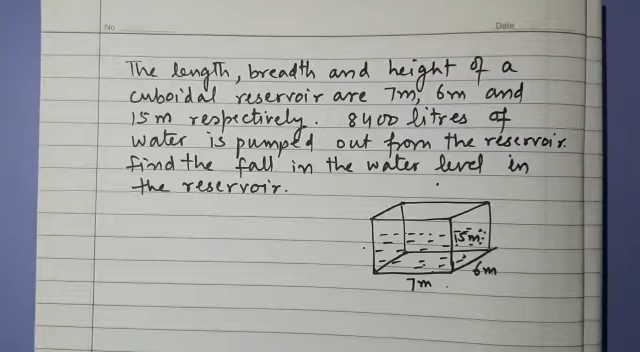 No
Date
The length, breadth and height of a
cuboidal reservoir are 7m, 6m and
15m respectively. 8400 litres of
water is pumped out from the reservoir.
find the fall in the water level in
the reservoir.
15m
6m
7m